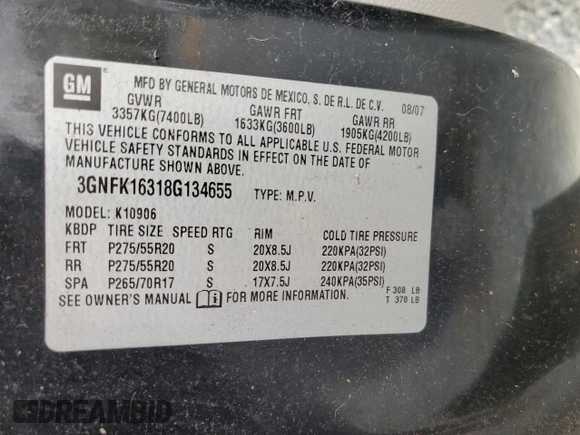 GM
MFD BY GENERAL MOTORS DE MEXICO, S. DE R.L. DE C.V. 08/07
GVWR GAWR FRT GAWR RR
3357KG(7400LB) 1633KG(3600LB) 1905KG(4200LB)
THIS VEHICLE CONFORMS TO ALL APPLICABLE U.S. FEDERAL MOTOR
VEHICLE SAFETY STANDARDS IN EFFECT ON THE DATE OF
MANUFACTURE SHOWN ABOVE.
3GNFK16318G134655 TYPE: M.P.V.
MODEL: K10906
KBDP TIRE SIZE SPEED RTG RIM COLD TIRE PRESSURE
FRT P275/55R20 S 20X8.5J 220KPA(32PSI)
RR P275/55R20 S 20X8.5J 220KPA(32PSI)
SPA P265/70R17 S 17X7.5J 240KPA(35PSI)
SEE OWNER'S MANUAL FOR MORE INFORMATION. F 308 LB
T 370 LB
DREAMBID